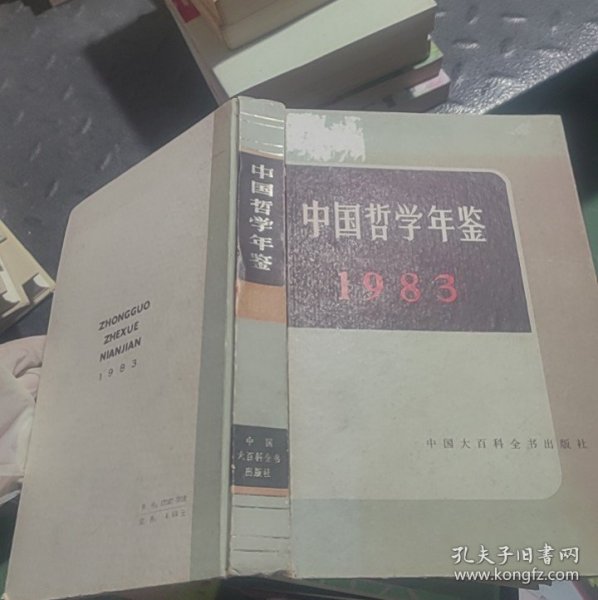 中国哲学年鉴
1983
中国大百科全书出版社
中国哲学年鉴
中国
大百科全书
出版社
ZHONGGUO
ZHEXUE
NIANJIAN
1983
孔夫子旧书网
www.kongfz.com